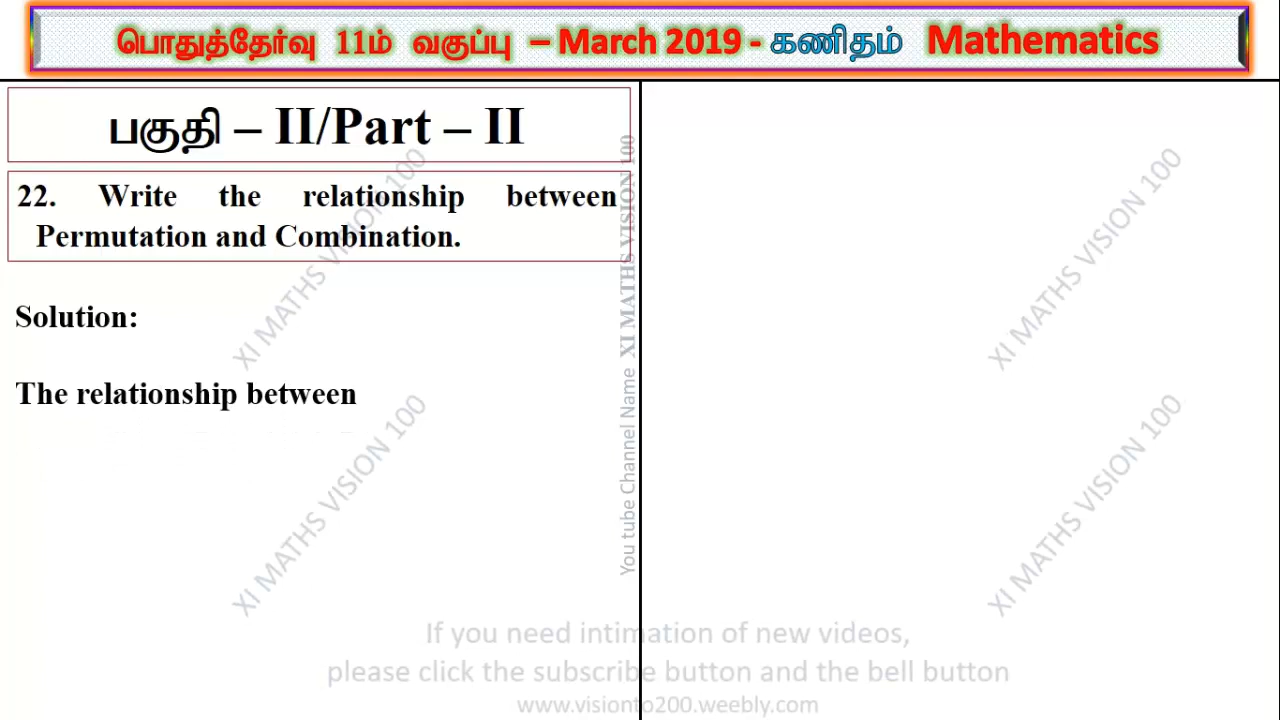 பொதுத்தேர்வு 11ம் வகுப்பு – March 2019 - கணிதம் Mathematics
பகுதி – II/Part – II
22. Write the relationship between
Permutation and Combination.
Solution:
The relationship between
XI MATHS VISION 100
XI MATHS VISION 100
You tube Channel Name XI MATHS VISION 100
XI MATHS VISION 100
XI MATHS VISION 100
If you need intimation of new videos,
please click the subscribe button and the bell button
www.visionto200.weebly.com